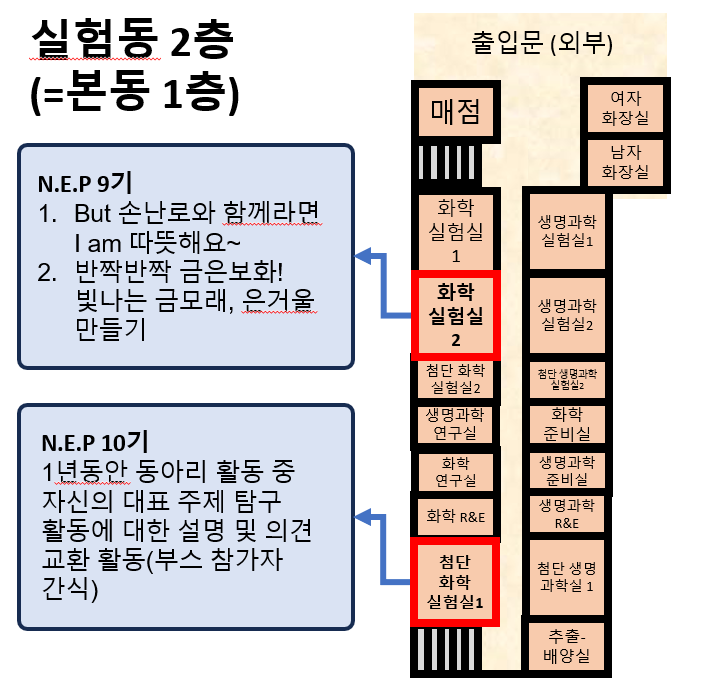 실험동 2층
(=본동 1층)
N.E.P 9기
1. But 손난로와 함께라면
I am 따뜻해요~
2. 반짝반짝 금은보화!
빛나는 금모래, 은거울
만들기
N.E.P 10기
1년동안 동아리 활동 중
자신의 대표 주제 탐구
활동에 대한 설명 및 의견
교환 활동(부스 참가자
간식)
출입문 (외부)
매점
여자
화장실
남자
화장실
화학
실험실
1
생명과학
실험실1
화학
실험실
2
생명과학
실험실2
첨단 화학
실험실2
첨단 생명과학
실험실2
생명과학
연구실
화학
준비실
화학
연구실
생명과학
준비실
화학 R&E
생명과학
R&E
첨단
화학
실험실1
첨단 생명
과학실 1
추출-
배양실